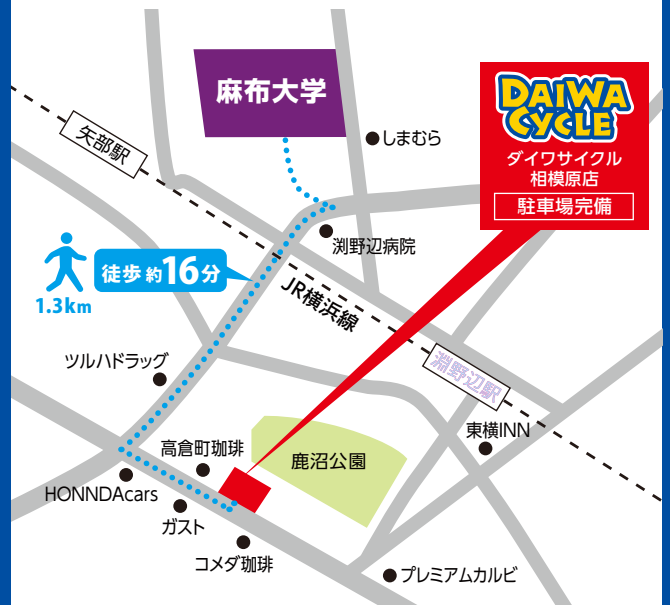 麻布大学
DAIWA
CYCLE
ダイワサイクル
相模原店
駐車場完備
矢部駅
しまむら
渕野辺病院
徒歩 約16分
1.3km
JR横浜線
ツルハドラッグ
淵野辺駅
東横INN
高倉町珈琲
鹿沼公園
HONNDAcars
ガスト
コメダ珈琲
プレミアムカルビ